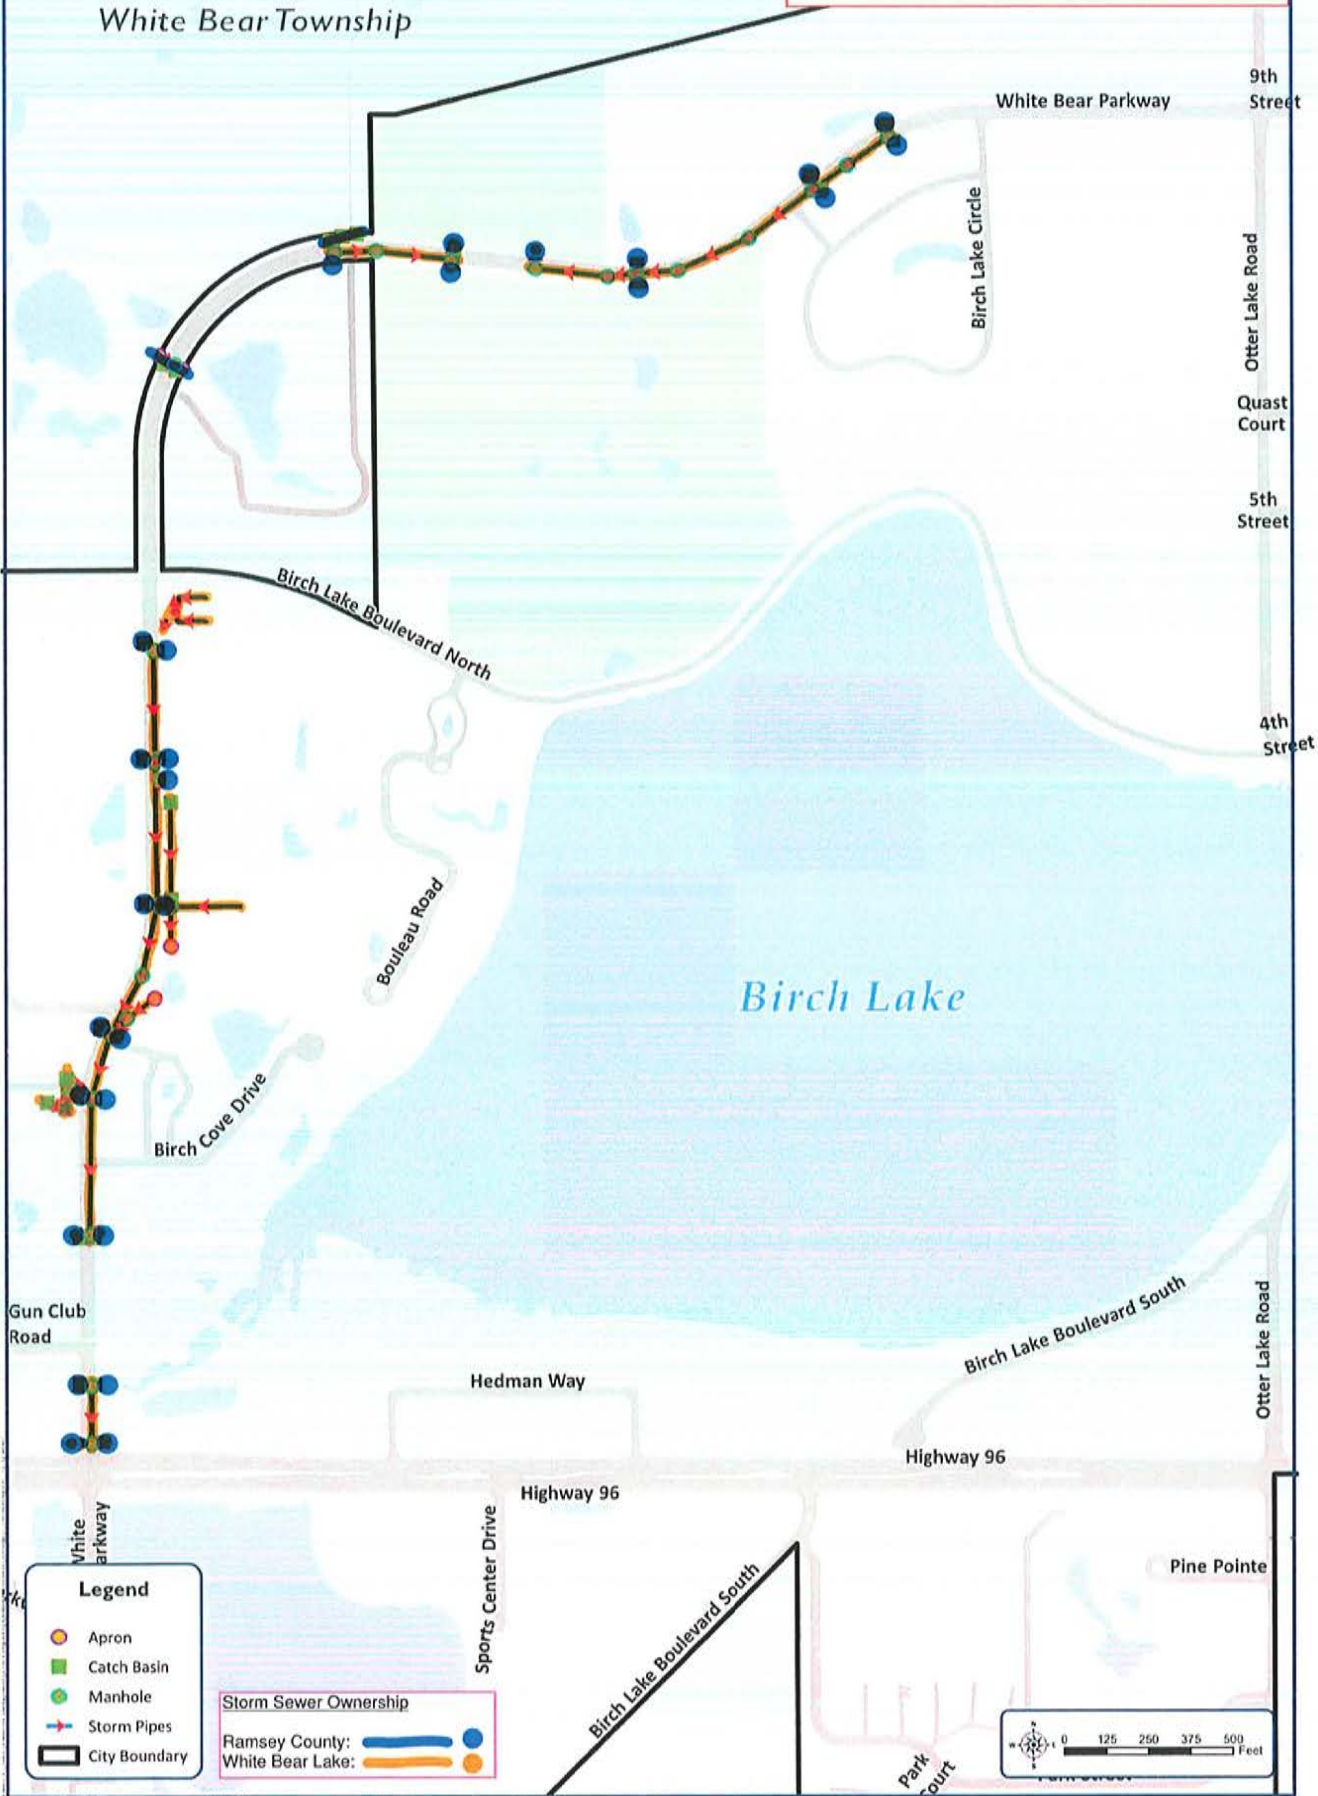 White Bear Township
9th
Street
White Bear Parkway
Birch Lake Circle
Otter Lake Road
Quast
Court
5th
Street
Birch Lake Boulevard North
4th
Street
Bouleau Road
Birch Lake
Birch Cove Drive
Gun Club
Road
Birch Lake Boulevard South
Otter Lake Road
Hedman Way
Highway 96
Highway 96
White
arkway
Sports Center Drive
Birch Lake Boulevard South
Pine Pointe
Legend
Apron
Catch Basin
Manhole
Storm Pipes
City Boundary
Storm Sewer Ownership
Ramsey County:
White Bear Lake:
Park
ourt
N
W E
S
0 125 250 375 500
Feet